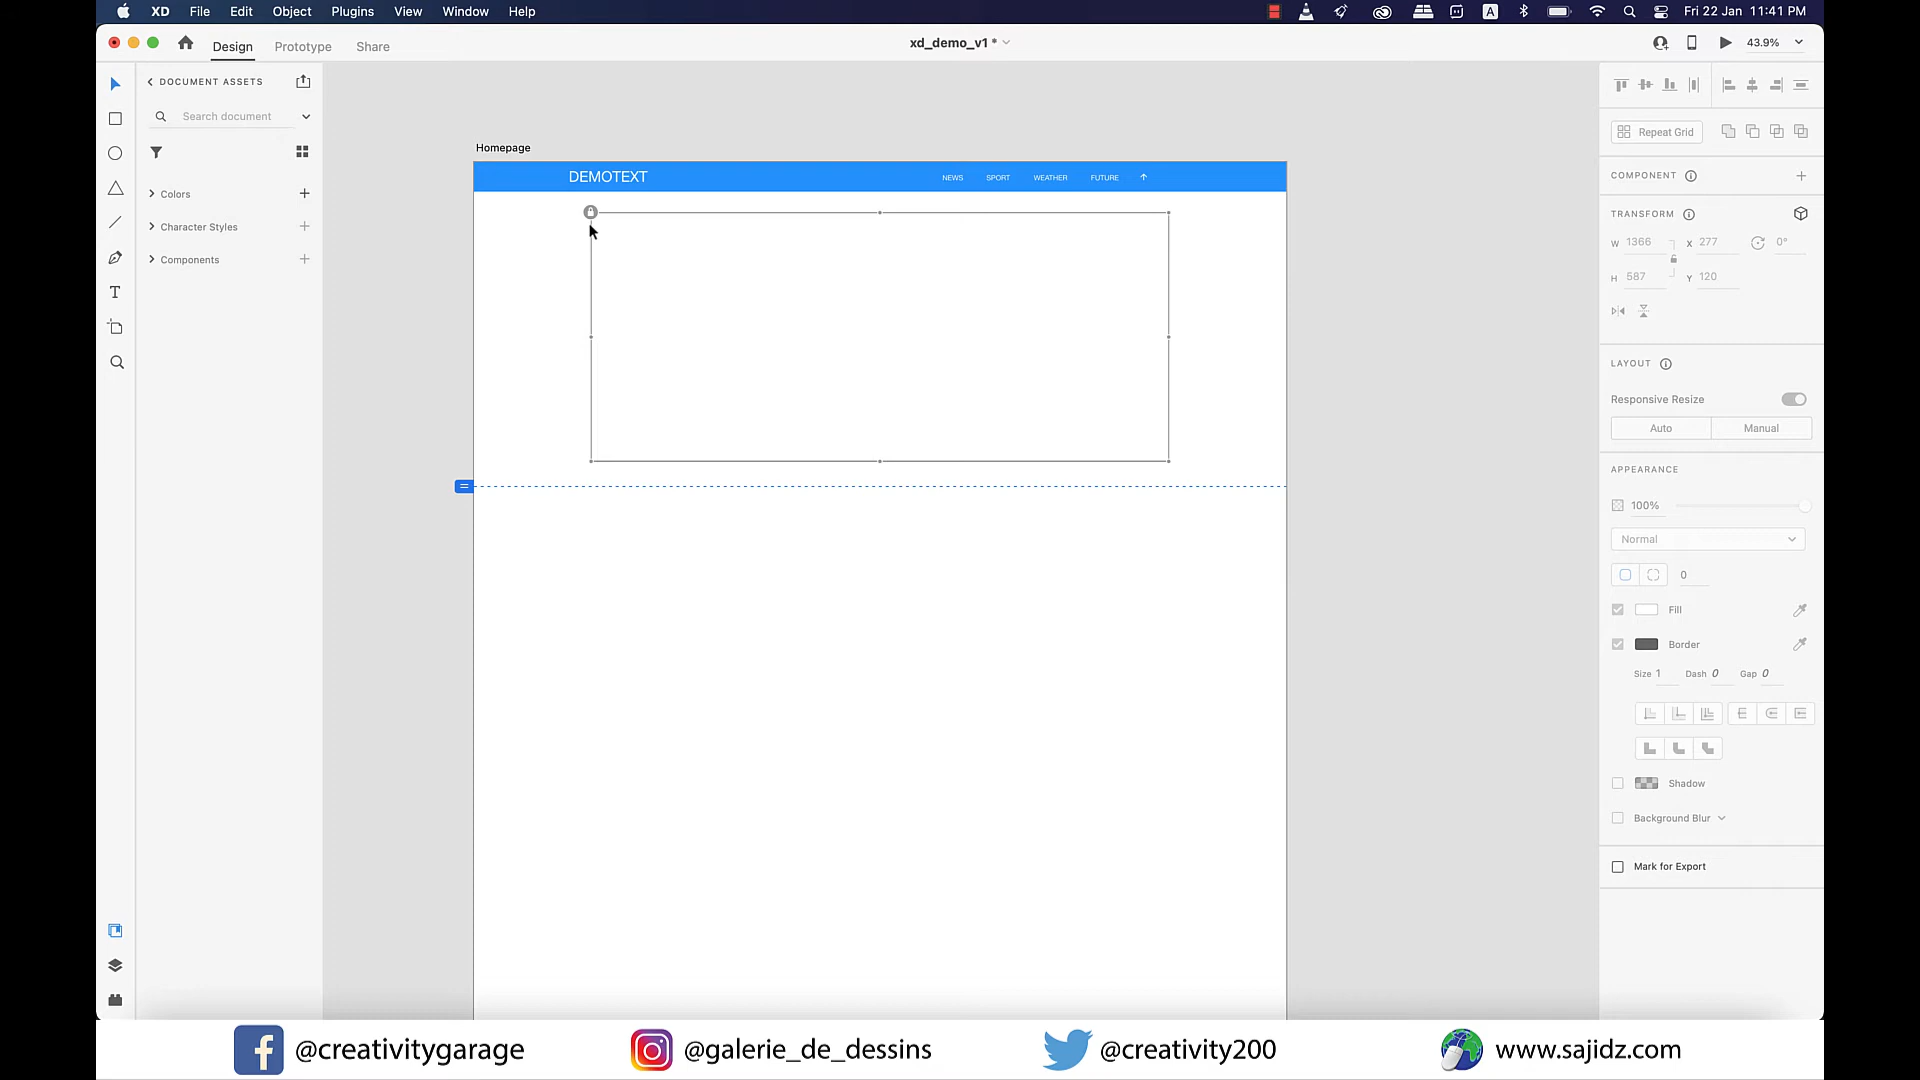 XD File Edit Object Plugins View Window Help
A Fri 22 Jan 11:41 PM
Design Prototype Share
xd_demo_v1 *
43.9%
DOCUMENT ASSETS
Search document
Colors
Character Styles
Components
Homepage
DEMOTEXT
NEWS SPORT WEATHER FUTURE
Repeat Grid
COMPONENT
TRANSFORM
W 1366 X 277 0°
H 587 Y 120
LAYOUT
Responsive Resize
Auto Manual
APPEARANCE
100%
Normal
0
Fill
Border
Size 1 Dash 0 Gap 0
Shadow
Background Blur
Mark for Export
@creativitygarage
@galerie_de_dessins
@creativity200
www.sajidz.com